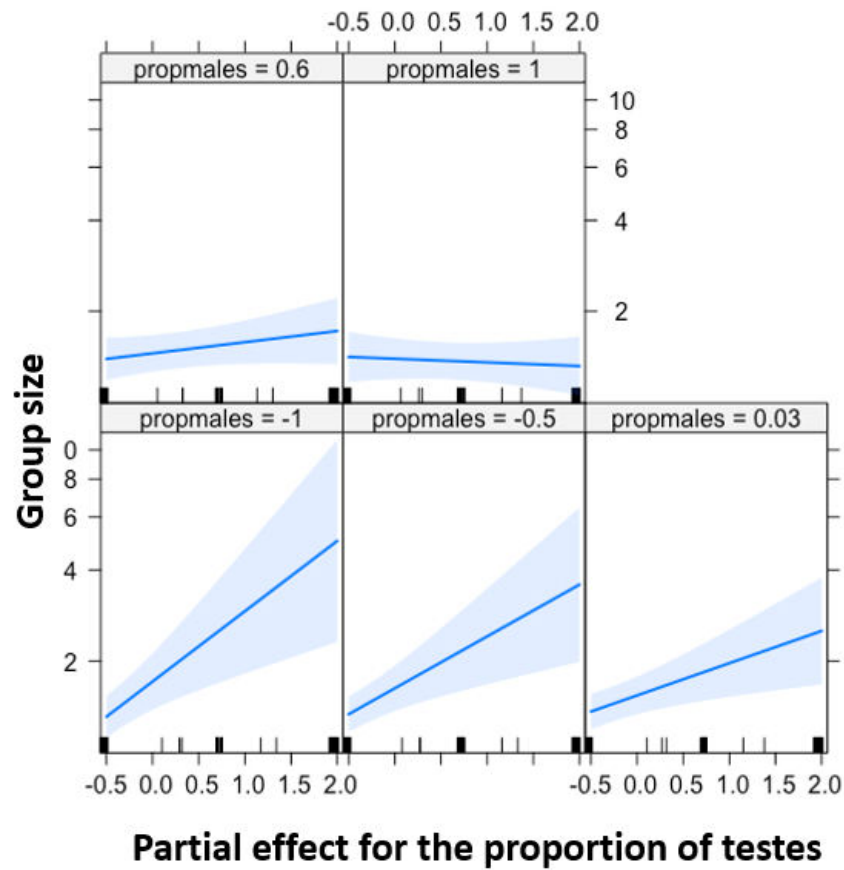 -0.5 0.0 0.5 1.0 1.5 2.0
propmales = 0.6
propmales = 1
10
8
6
4
2
Group size
propmales = -1
propmales = -0.5
propmales = 0.03
0
8
6
4
2
-0.5 0.0 0.5 1.0 1.5 2.0
-0.5 0.0 0.5 1.0 1.5 2.0
Partial effect for the proportion of testes